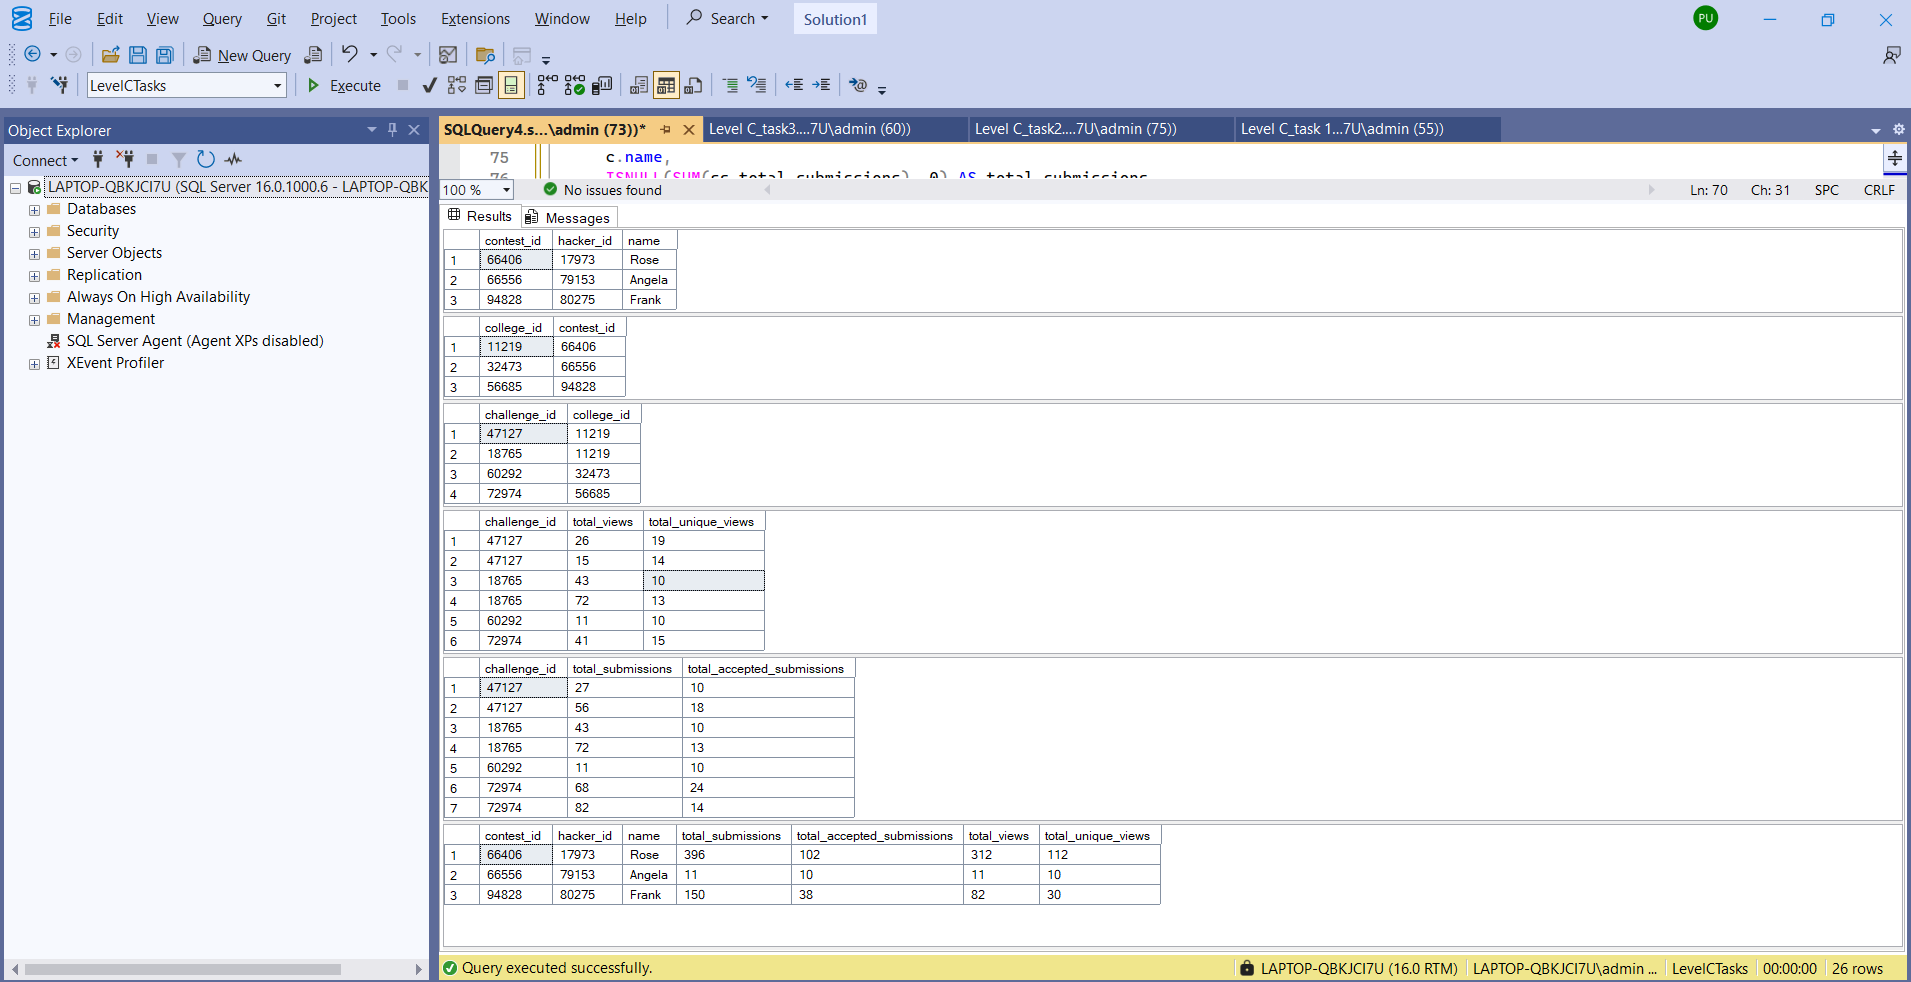 File Edit View Query Git Project Tools Extensions Window Help Search Solution1 PU
New Query
LevelCTasks Execute
Object Explorer
Connect
LAPTOP-QBKJCI7U (SQL Server 16.0.1000.6 - LAPTOP-QBK
Databases
Security
Server Objects
Replication
Always On High Availability
Management
SQL Server Agent (Agent XPs disabled)
XEvent Profiler
SQLQuery4.s...\admin (73))* Level C_task3....7U\admin (60)) Level C_task2....7U\admin (75)) Level C_task 1...7U\admin (55))
75 c.name,
76 ISNULL(SUM(ss.total_submissions), 0) AS total_submissions
100 % No issues found Ln: 70 Ch: 31 SPC CRLF
Results Messages
contest_id hacker_id name
1 66406 17973 Rose
2 66556 79153 Angela
3 94828 80275 Frank
college_id contest_id
1 11219 66406
2 32473 66556
3 56685 94828
challenge_id college_id
1 47127 11219
2 18765 11219
3 60292 32473
4 72974 56685
challenge_id total_views total_unique_views
1 47127 26 19
2 47127 15 14
3 18765 43 10
4 18765 72 13
5 60292 11 10
6 72974 41 15
challenge_id total_submissions total_accepted_submissions
1 47127 27 10
2 47127 56 18
3 18765 43 10
4 18765 72 13
5 60292 11 10
6 72974 68 24
7 72974 82 14
contest_id hacker_id name total_submissions total_accepted_submissions total_views total_unique_views
1 66406 17973 Rose 396 102 312 112
2 66556 79153 Angela 11 10 11 10
3 94828 80275 Frank 150 38 82 30
Query executed successfully. LAPTOP-QBKJCI7U (16.0 RTM) LAPTOP-QBKJCI7U\admin ... LevelCTasks 00:00:00 26 rows